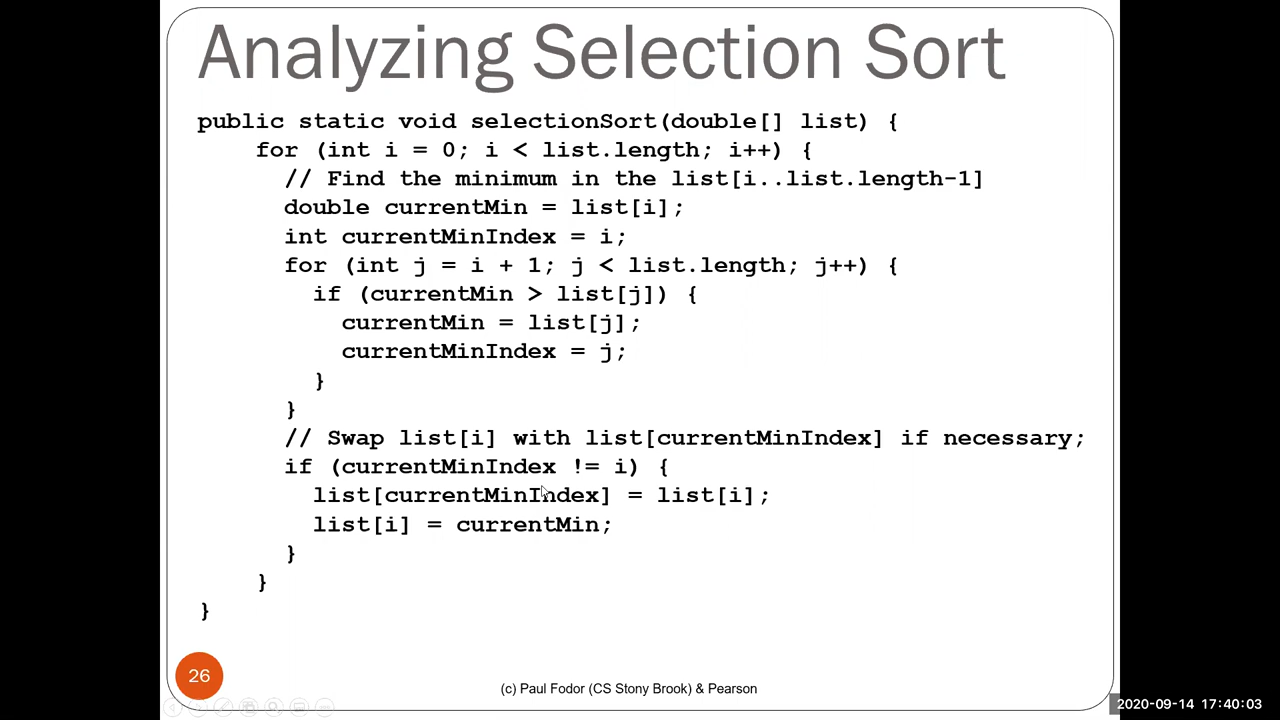 Analyzing Selection Sort
public static void selectionSort(double[] list) {
for (int i = 0; i < list.length; i++) {
// Find the minimum in the list[i..list.length-1]
double currentMin = list[i];
int currentMinIndex = i;
for (int j = i + 1; j < list.length; j++) {
if (currentMin > list[j]) {
currentMin = list[j];
currentMinIndex = j;
}
}
// Swap list[i] with list[currentMinIndex] if necessary;
if (currentMinIndex != i) {
list[currentMinIndex] = list[i];
list[i] = currentMin;
}
}
}
26
(c) Paul Fodor (CS Stony Brook) & Pearson
2020-09-14 17:40:03